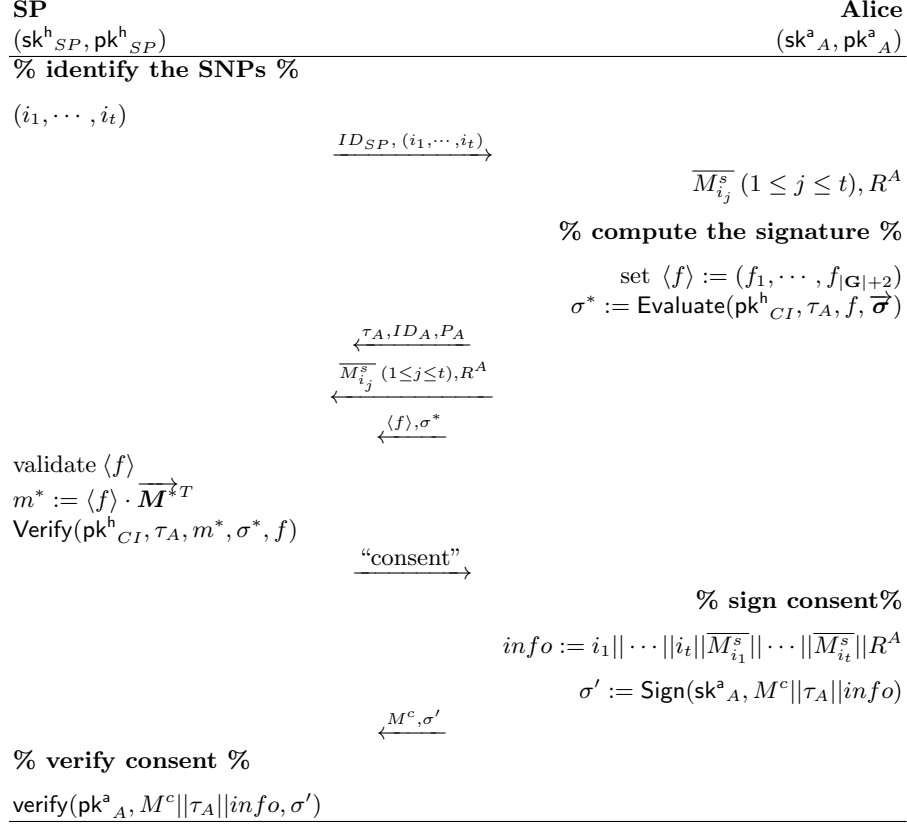 SP Alice
(sk^h_SP, pk^h_SP) (sk^a_A, pk^a_A)
% identify the SNPs %
(i_1, ⋯ , i_t)
ID_SP, (i_1,⋯,i_t)
\overline{M^s_{i_j}} (1 ≤ j ≤ t), R^A
% compute the signature %
set ⟨f⟩ := (f_1, ⋯ , f_{|G|+2})
σ* := Evaluate(pk^h_CI, τ_A, f, \overrightarrow{σ})
τ_A, ID_A, P_A
\overline{M^s_{i_j}} (1≤j≤t), R^A
⟨f⟩, σ*
validate ⟨f⟩
m* := ⟨f⟩ · \overrightarrow{M*}^T
Verify(pk^h_CI, τ_A, m*, σ*, f)
“consent”
% sign consent%
info := i_1|| ⋯ ||i_t||\overline{M^s_{i_1}}|| ⋯ ||\overline{M^s_{i_t}}||R^A
σ′ := Sign(sk^a_A, M^c||τ_A||info)
M^c, σ′
% verify consent %
verify(pk^a_A, M^c||τ_A||info, σ′)